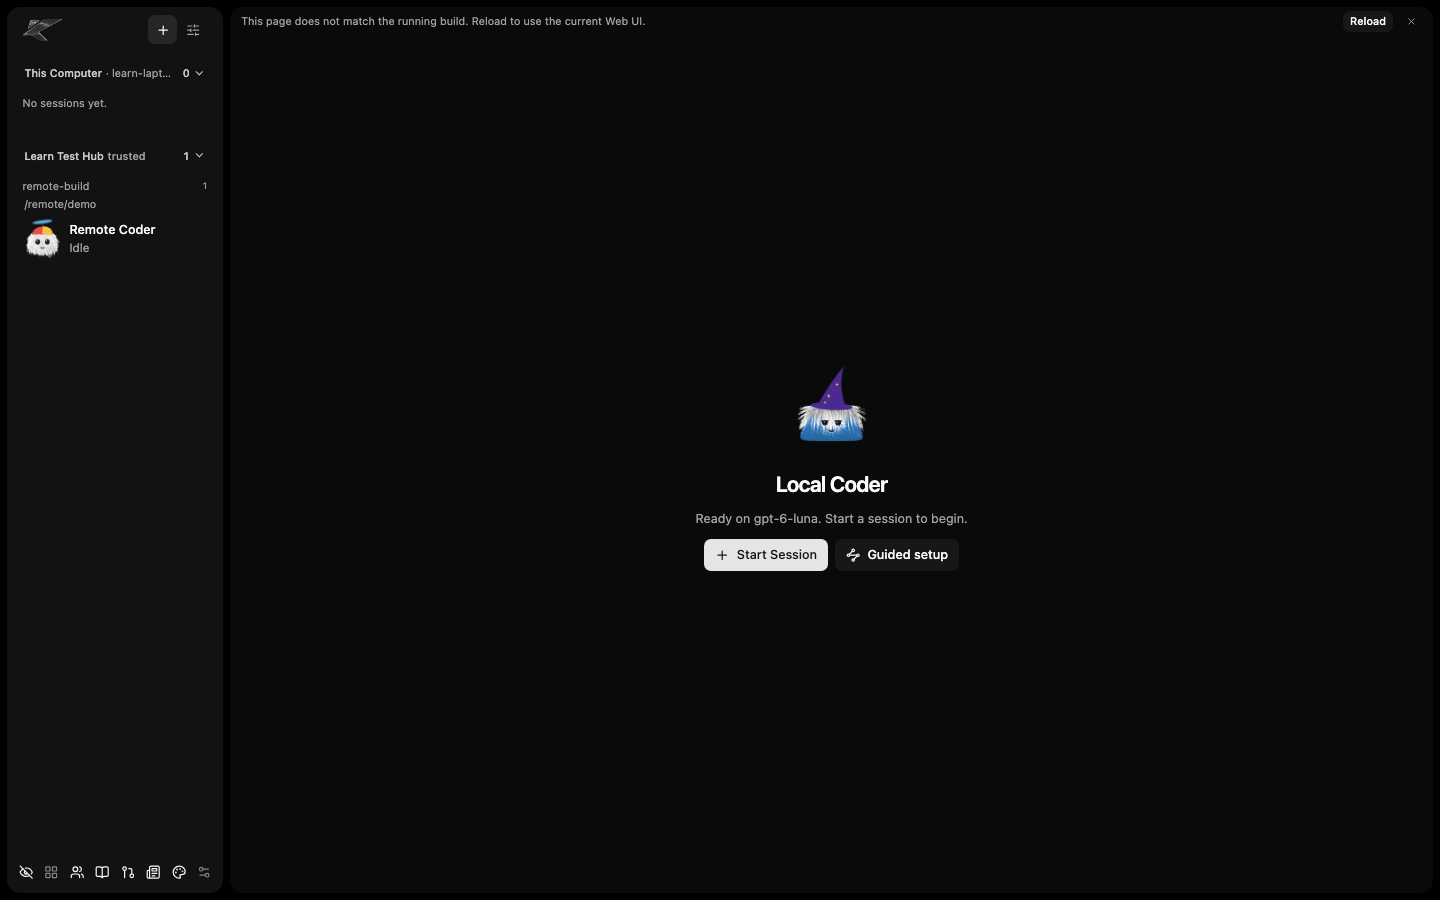 This page does not match the running build. Reload to use the current Web UI.
Reload
This Computer · learn-lapt... 0
No sessions yet.
Learn Test Hub trusted 1
remote-build 1
/remote/demo
Remote Coder
Idle
Local Coder
Ready on gpt-6-luna. Start a session to begin.
Start Session
Guided setup